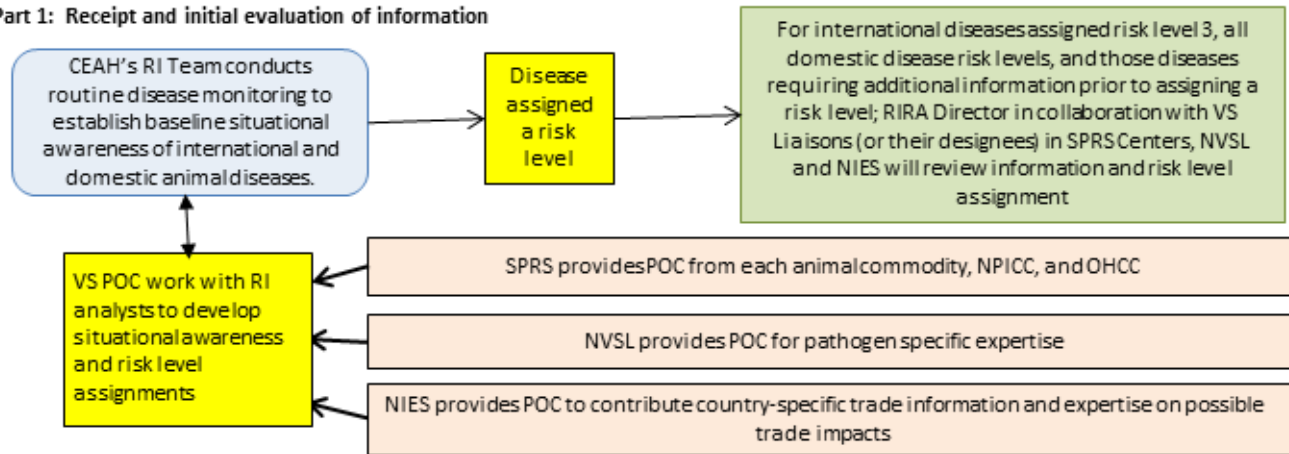 Part 1: Receipt and initial evaluation of information
CEAH's RI Team conducts
routine disease monitoring to
establish baseline situational
awareness of international and
domestic animal diseases.
Disease
assigned
a risk
level
For international diseases assigned risk level 3, all
domestic disease risk levels, and those diseases
requiring additional information prior to assigning a
risk level; RIRA Director in collaboration with VS
Liaisons (or their designees) in SPRS Centers, NVSL
and NIES will review information and risk level
assignment
VS POC work with RI
analysts to develop
situational awareness
and risk level
assignments
SPRS provides POC from each animal commodity, NPICC, and OHCC
NVSL provides POC for pathogen specific expertise
NIES provides POC to contribute country-specific trade information and expertise on possible
trade impacts